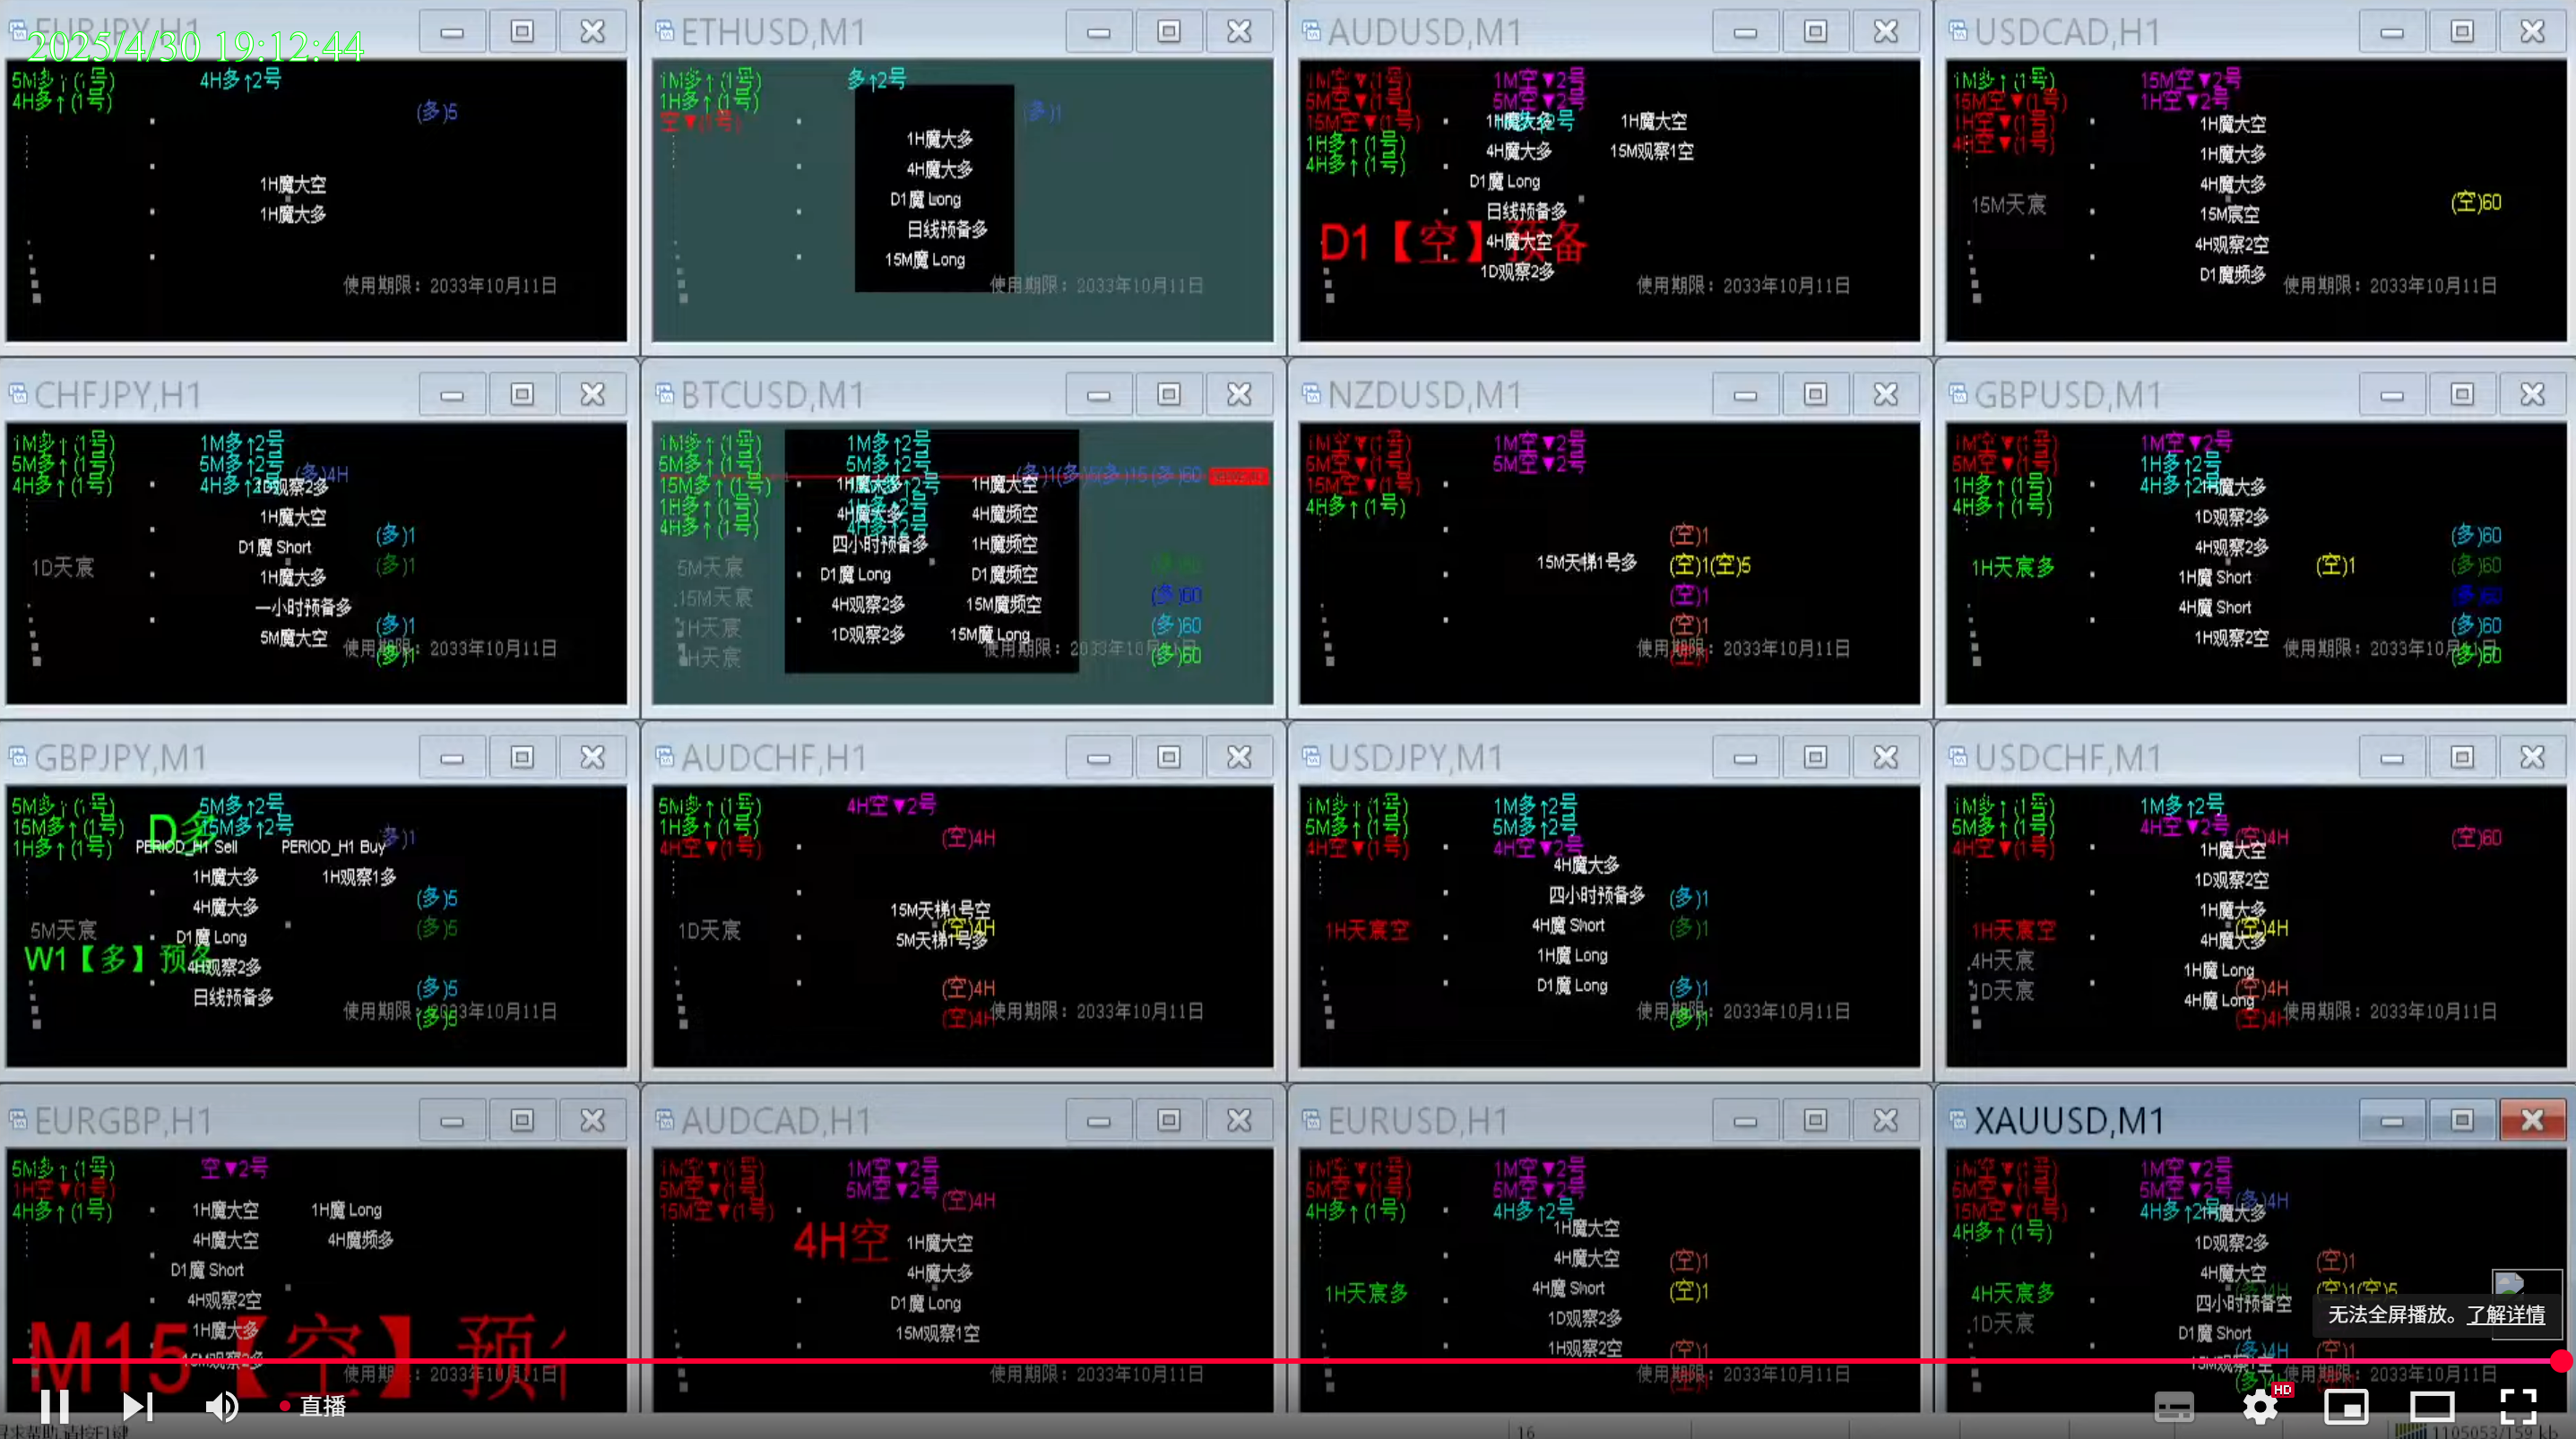 EURJPY,H1
2025/4/30 19:12:44
5M多↑(1号)
4H多↑2号
4H多↑(1号)
(多)5
1H魔大空
1H魔大多
使用期限：2033年10月11日
ETHUSD,M1
1M多↑(1号)
多↑2号
1H多↑(1号)
空▼(1号)
(多)1
1H魔大多
4H魔大多
D1魔 Long
日线预备多
15M魔 Long
使用期限：2033年10月11日
AUDUSD,M1
1M空▼(1号)
1M空▼2号
5M空▼(1号)
5M空▼2号
15M空▼(1号)
1H魔大多
1H魔大空
1H多↑(1号)
4H魔大多
15M观察1空
4H多↑(1号)
D1魔 Long
日线预备多
D1【空】预备
4H魔大空
1D观察2多
使用期限：2033年10月11日
USDCAD,H1
1M多↑(1号)
15M空▼2号
15M空▼(1号)
1H空▼2号
1H空▼(1号)
1H魔大空
4H空▼(1号)
1H魔大多
4H魔大多
15M天宸
(空)60
15M宸空
4H观察2空
D1魔频多
使用期限：2033年10月11日
CHFJPY,H1
1M多↑(1号)
1M多↑2号
5M多↑(1号)
5M多↑2号
(多)4H
4H多↑(1号)
4H多↑2号
1D观察2多
1H魔大空
(多)1
D1魔 Short
1D天宸
(多)1
1H魔大多
一小时预备多
(多)1
5M魔大空
(多)1
使用期限：2033年10月11日
BTCUSD,M1
1M多↑(1号)
1M多↑2号
5M多↑(1号)
5M多↑2号
(多)60
15M多↑(1号)
1H魔大多
1H魔大空
1H多↑(1号)
4H魔大多
4H魔频空
4H多↑(1号)
4H多↑2号
四小时预备多
1H魔频空
5M天宸
D1魔 Long
D1魔频空
15M天宸
4H观察2多
15M魔频空
(多)60
1H天宸
1D观察2多
15M魔 Long
(多)60
H天宸
(多)60
使用期限：2033年10月11日
NZDUSD,M1
1M空▼(1号)
1M空▼2号
5M空▼(1号)
5M空▼2号
15M空▼(1号)
4H多↑(1号)
(空)1
15M天梯1号多
(空)1(空)5
(空)1
(空)1
(空)1
使用期限：2033年10月11日
GBPUSD,M1
1M空▼(1号)
1M空▼2号
5M空▼(1号)
1H多↑2号
1H多↑(1号)
4H多↑2号
1H魔大多
4H多↑(1号)
1D观察2多
4H观察2多
(多)60
1H天宸多
1H魔 Short
(空)1
(多)60
4H魔 Short
(多)60
1H观察2空
(多)60
(多)60
使用期限：2033年10月11日
GBPJPY,M1
5M多↑(1号)
5M多↑2号
15M多↑(1号)
D多
15M多↑2号
1H多↑(1号)
PERIOD_H1 Sell
PERIOD_H1 Buy
(多)1
1H魔大多
1H观察1多
4H魔大多
(多)5
5M天宸
D1魔 Long
(多)5
W1【多】预备
4H观察2多
日线预备多
(多)5
(多)5
使用期限：2033年10月11日
AUDCHF,H1
5M多↑(1号)
4H空▼2号
1H多↑(1号)
(空)4H
4H空▼(1号)
15M天梯1号空
1D天宸
(空)4H
5M天梯1号多
(空)4H
(空)4H
使用期限：2033年10月11日
USDJPY,M1
1M多↑(1号)
1M多↑2号
5M多↑(1号)
5M多↑2号
4H空▼(1号)
4H空▼2号
4H魔大多
四小时预备多
(多)1
1H天宸空
4H魔 Short
(多)1
1H魔 Long
D1魔 Long
(多)1
(多)1
使用期限：2033年10月11日
USDCHF,M1
1M多↑(1号)
1M多↑2号
5M多↑(1号)
4H空▼2号
(空)4H
(空)60
4H空▼(1号)
1H魔大空
1D观察2空
1H魔大多
1H天宸空
(空)4H
4H魔大多
4H天宸
1H魔 Long
1D天宸
(空)4H
4H魔 Long
(空)4H
使用期限：2033年10月11日
EURGBP,H1
5M多↑(1号)
空▼2号
1H空▼(1号)
4H多↑(1号)
1H魔大空
1H魔 Long
4H魔大空
4H魔频多
D1魔 Short
4H观察2空
1H魔大多
M15【空】预
15M观察2多
使用期限：2033年10月11日
AUDCAD,H1
1M空▼(1号)
1M空▼2号
5M空▼(1号)
5M空▼2号
(空)4H
15M空▼(1号)
4H空
1H魔大空
4H魔大多
D1魔 Long
15M观察1空
使用期限：2033年10月11日
EURUSD,H1
1M空▼(1号)
1M空▼2号
5M空▼(1号)
5M空▼2号
4H多↑(1号)
4H多↑2号
1H魔大空
4H魔大空
(空)1
1H天宸多
4H魔 Short
(空)1
1D观察2多
1H观察2空
(空)1
使用期限：2033年10月11日
XAUUSD,M1
1M空▼(1号)
1M空▼2号
5M空▼(1号)
5M空▼2号
(多)4H
15M空▼(1号)
4H多↑2号
1H魔大多
4H多↑(1号)
1D观察2多
4H魔大空
(空)1
4H天宸多
(空)1(空)5
四小时预备空
1D天宸
D1魔 Short
(多)4H
(空)1
使用期限：2033年10月11日
无法全屏播放。了解详情
直播
HD
16
1105053/159 kb